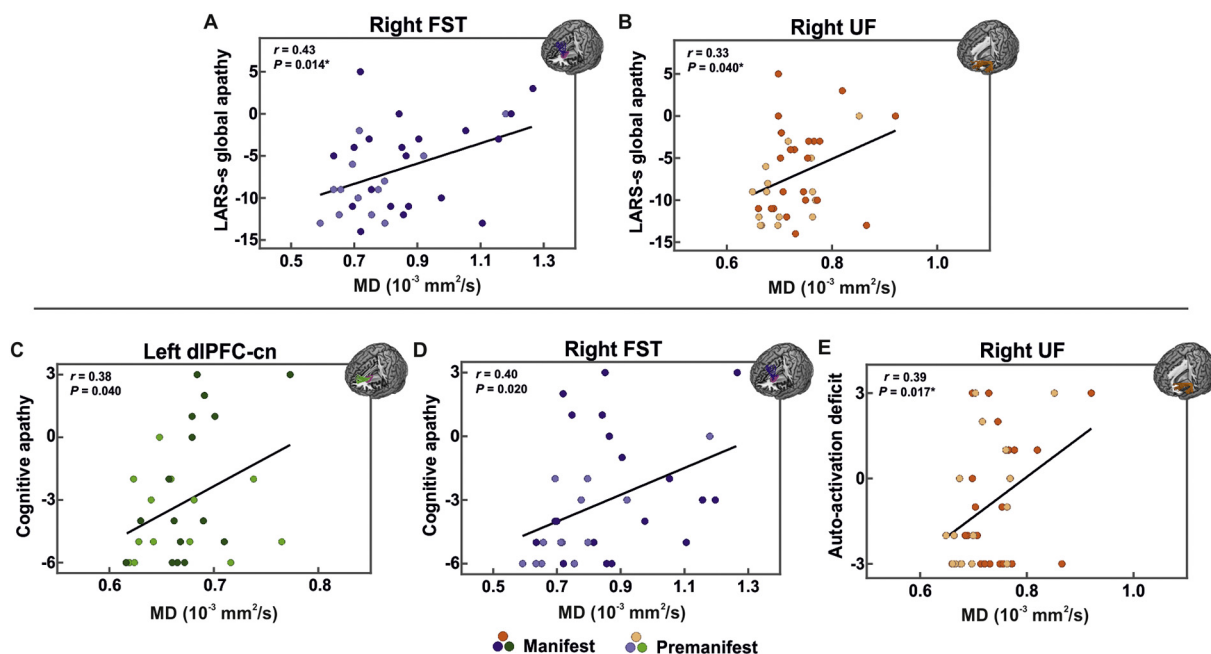 A
Right FST
r = 0.43
P = 0.014*
LARS-s global apathy
5
0
-5
-10
-15
0.5 0.7 0.9 1.1 1.3
MD (10-3 mm2/s)
B
Right UF
r = 0.33
P = 0.040*
LARS-s global apathy
5
0
-5
-10
-15
0.6 0.8 1.0
MD (10-3 mm2/s)
C
Left dlPFC-cn
r = 0.38
P = 0.040
Cognitive apathy
3
0
-3
-6
0.6 0.7 0.8
MD (10-3 mm2/s)
D
Right FST
r = 0.40
P = 0.020
Cognitive apathy
3
0
-3
-6
0.5 0.7 0.9 1.1 1.3
MD (10-3 mm2/s)
E
Right UF
r = 0.39
P = 0.017*
Auto-activation deficit
3
0
-3
0.6 0.8 1.0
MD (10-3 mm2/s)
Manifest Premanifest